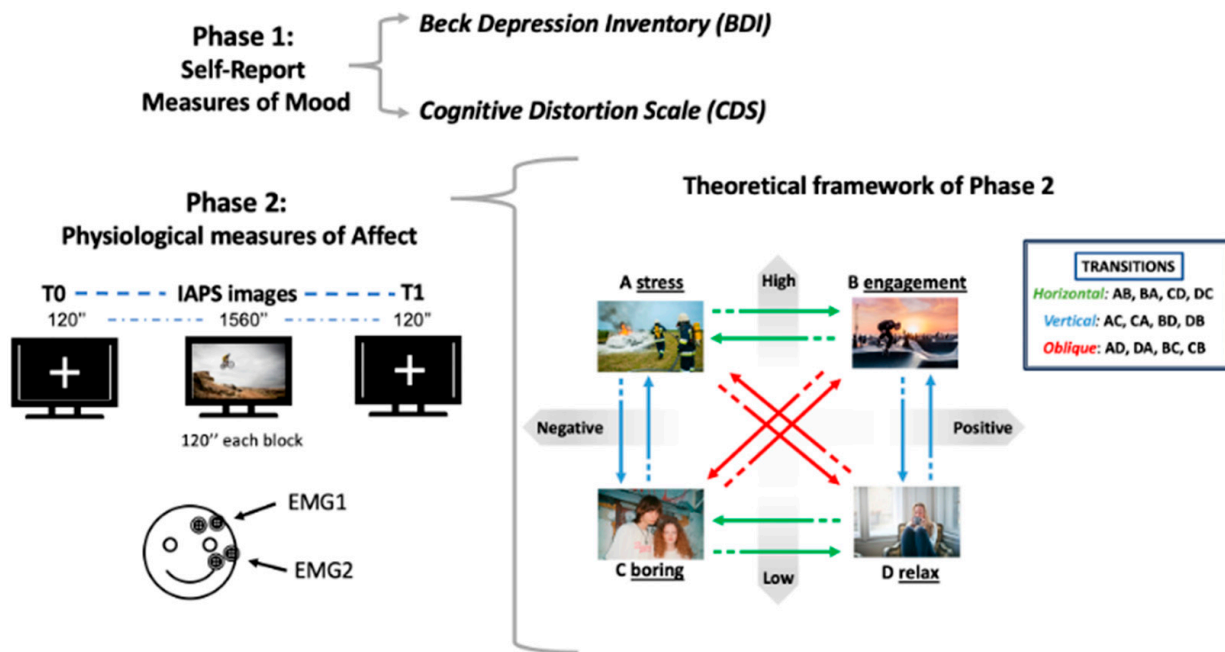 Phase 1:
Self-Report
Measures of Mood
Beck Depression Inventory (BDI)
Cognitive Distortion Scale (CDS)
Phase 2:
Physiological measures of Affect
T0
IAPS images
T1
120"
1560"
120"
120’’ each block
EMG1
EMG2
Theoretical framework of Phase 2
A stress
High
B engagement
Negative
Positive
C boring
Low
D relax
TRANSITIONS
Horizontal: AB, BA, CD, DC
Vertical: AC, CA, BD, DB
Oblique: AD, DA, BC, CB